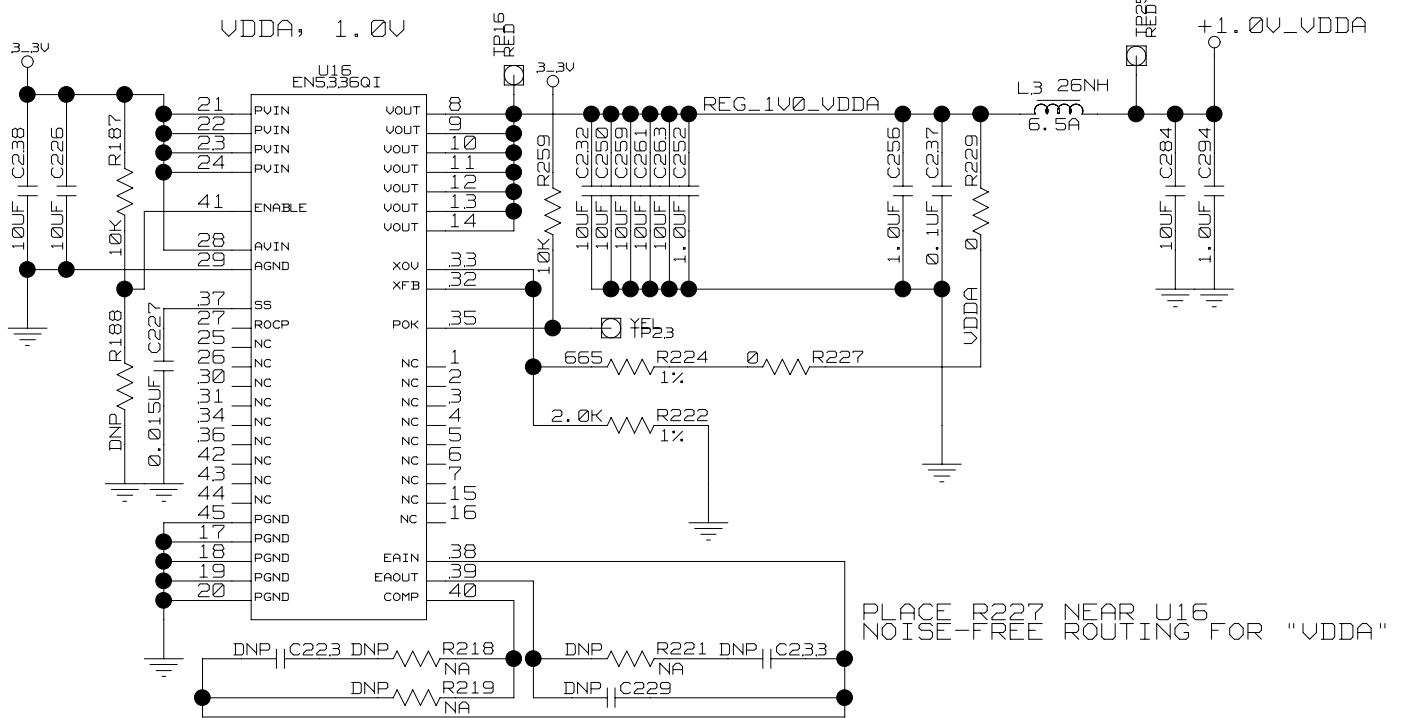 VDDA, 1.0V
3_3V
U16
EN5336QI
TP16
RED
3_3V
RED
+1.0V_VDDA
21 PVIN
22 PVIN
23 PVIN
24 PVIN
41 ENABLE
28 AVIN
29 AGND
37 SS
27 ROCP
25 NC
26 NC
30 NC
31 NC
34 NC
36 NC
42 NC
43 NC
44 NC
45 PGND
17 PGND
18 PGND
19 PGND
20 PGND
VOUT 8
VOUT 9
VOUT 10
VOUT 11
VOUT 12
VOUT 13
VOUT 14
XOV 33
XFB 32
POK 35
NC 1
NC 2
NC 3
NC 4
NC 5
NC 6
NC 7
NC 15
NC 16
EAIN 38
EAOUT 39
COMP 40
10UF C238
10UF C226
10K R187
DNP R188
0.015UF C227
10K R259
10UF C232
10UF C250
10UF C259
10UF C261
10UF C263
1.0UF C252
REG_1V0_VDDA
1.0UF C256
0.1UF C237
0 R229
VDDA
L3 26NH
6.5A
10UF C284
1.0UF C294
YEL
TP23
665 R224
1%
0 R227
2.0K R222
1%
PLACE R227 NEAR U16
NOISE-FREE ROUTING FOR "VDDA"
DNP C223 DNP R218
NA
DNP R221 DNP C233
NA
DNP R219
NA
DNP C229